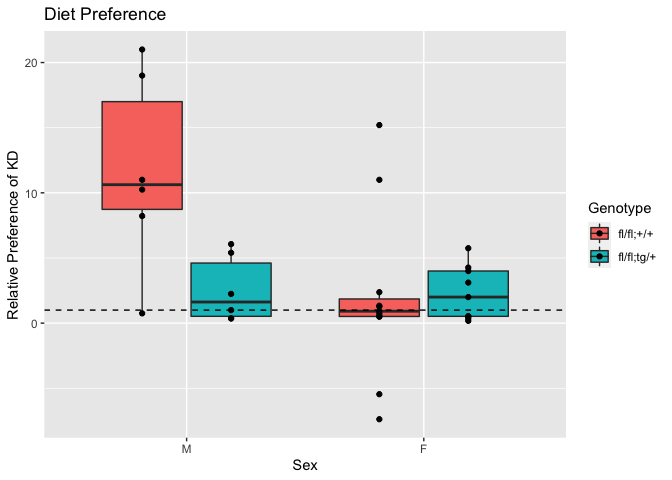 Diet Preference
Relative Preference of KD
20
10
0
M
F
Sex
Genotype
fl/fl;+/+
fl/fl;tg/+